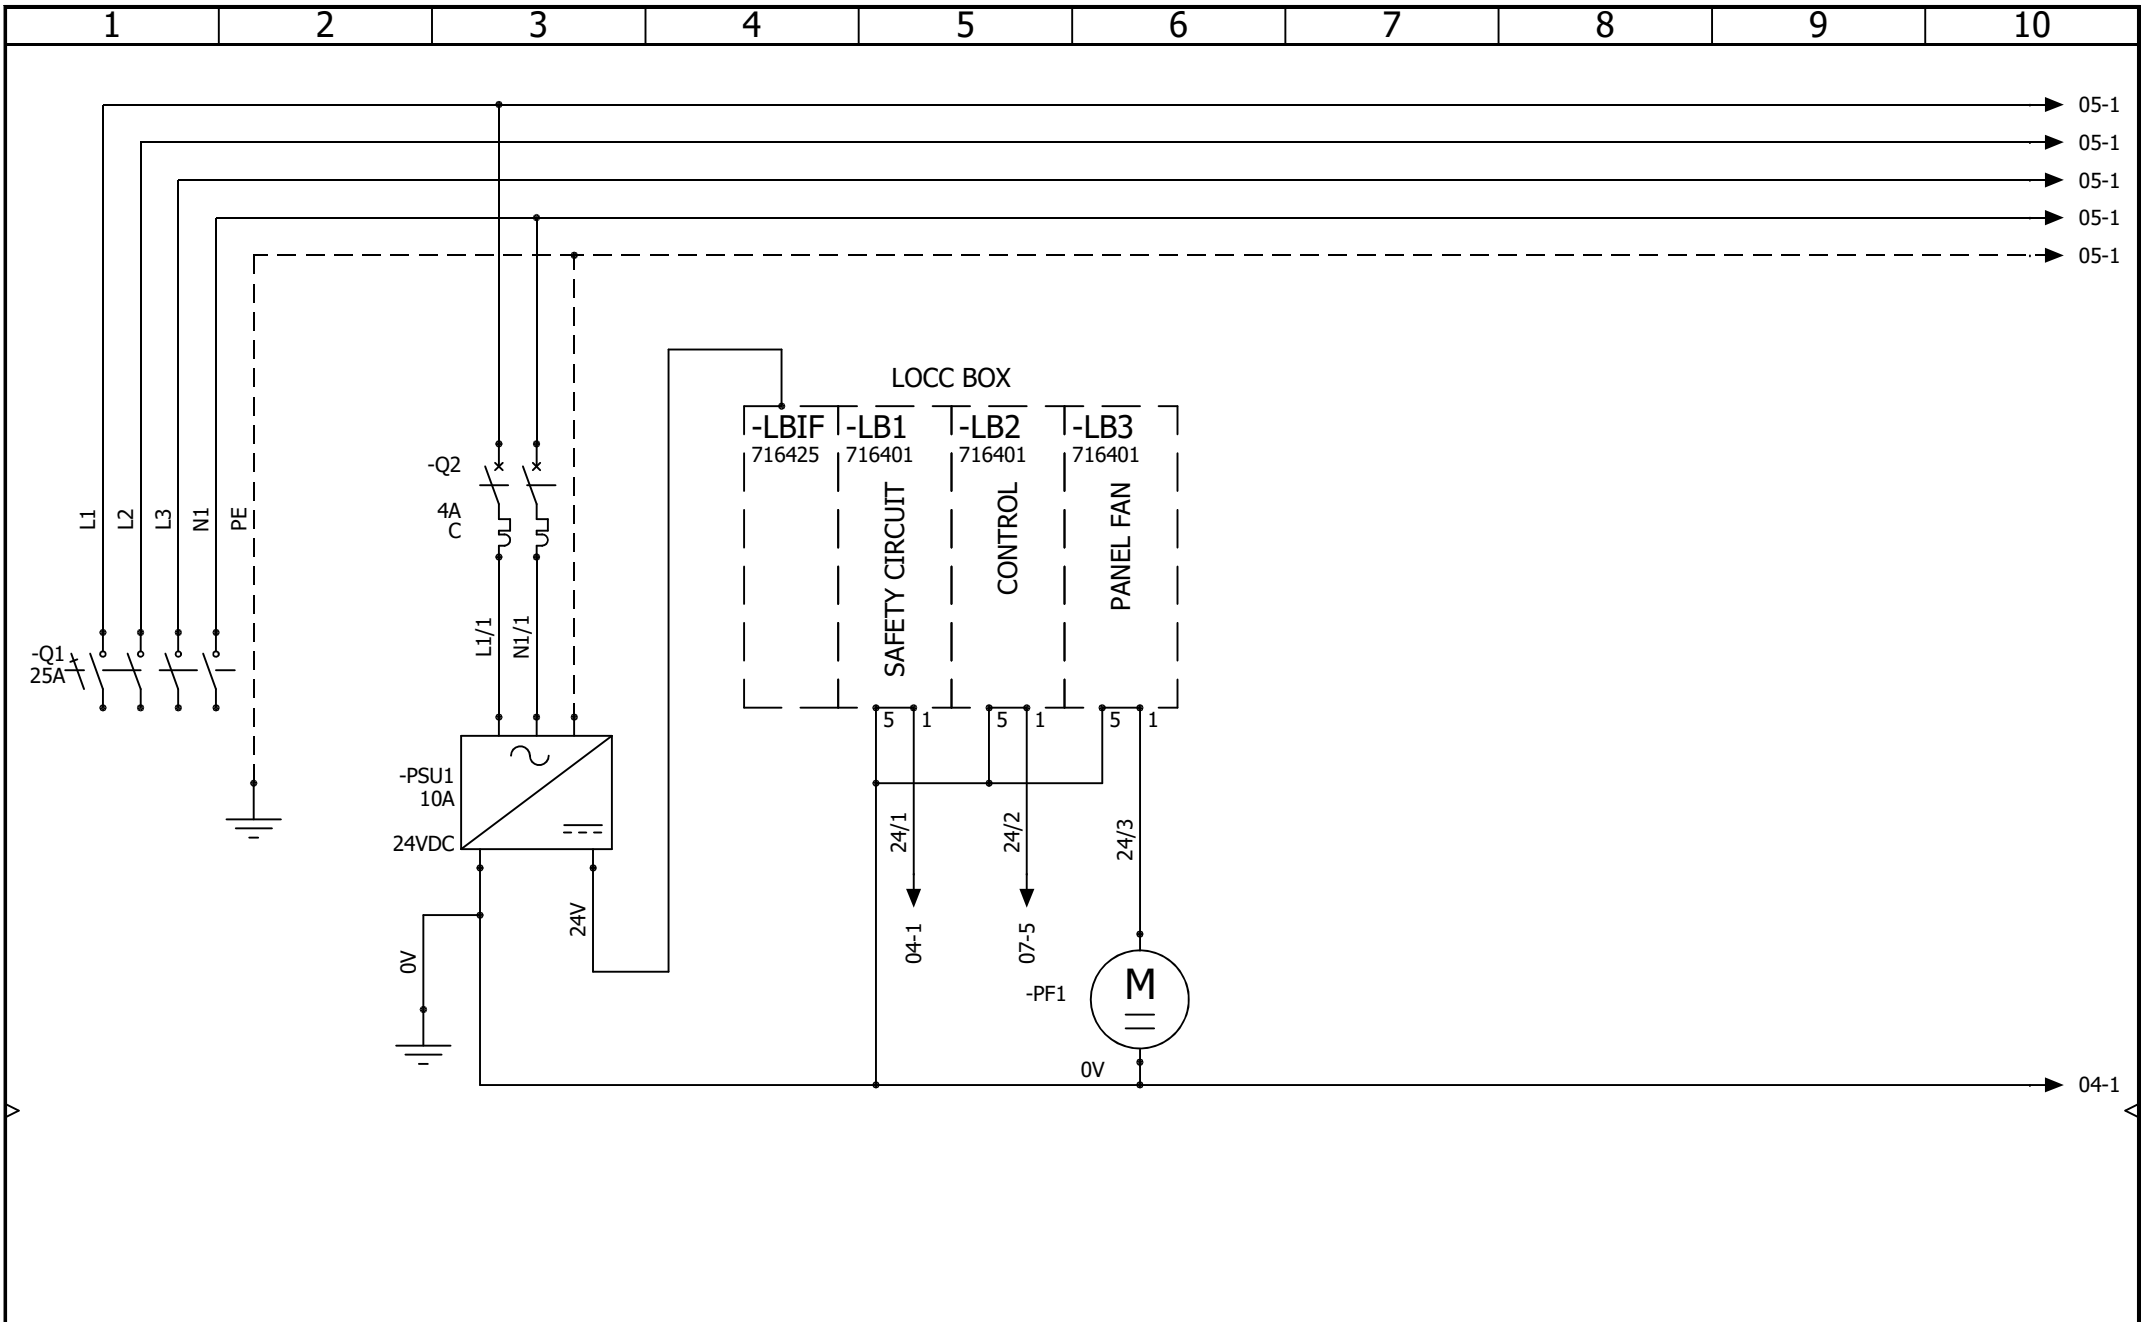 1 2 3 4 5 6 7 8 9 10
05-1
05-1
05-1
05-1
05-1
LOCC BOX
-LBIF -LB1 -LB2 -LB3
716425 716401 716401 716401
SAFETY CIRCUIT
CONTROL
PANEL FAN
-Q2
4A
C
L1
L2
L3
N1
PE
L1/1
N1/1
-Q1
25A
5 1 5 1 5 1
-PSU1
10A
24VDC
24/1
24/2
24/3
0V
24V
04-1
07-5
-PF1
M
0V
04-1